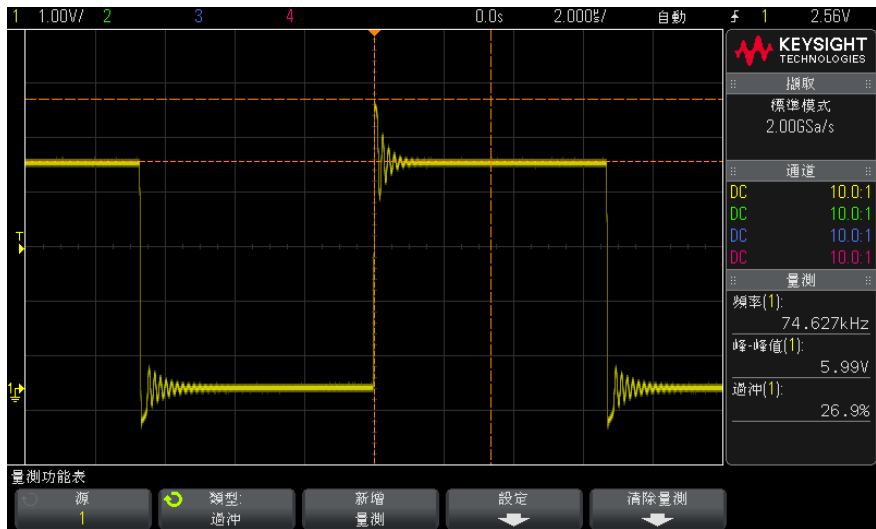 1 1.00V/ 2 3 4 0.0s 2.000㎲/ 自動 1 2.56V
KEYSIGHT
TECHNOLOGIES
擷取
標準模式
2.00GSa/s
通道
DC 10.0:1
DC 10.0:1
DC 10.0:1
DC 10.0:1
量測
頻率(1):
74.627kHz
峰-峰值(1):
5.99V
過沖(1):
26.9%
T
1
量測功能表
源
1
類型:
過沖
新增
量測
設定
清除量測